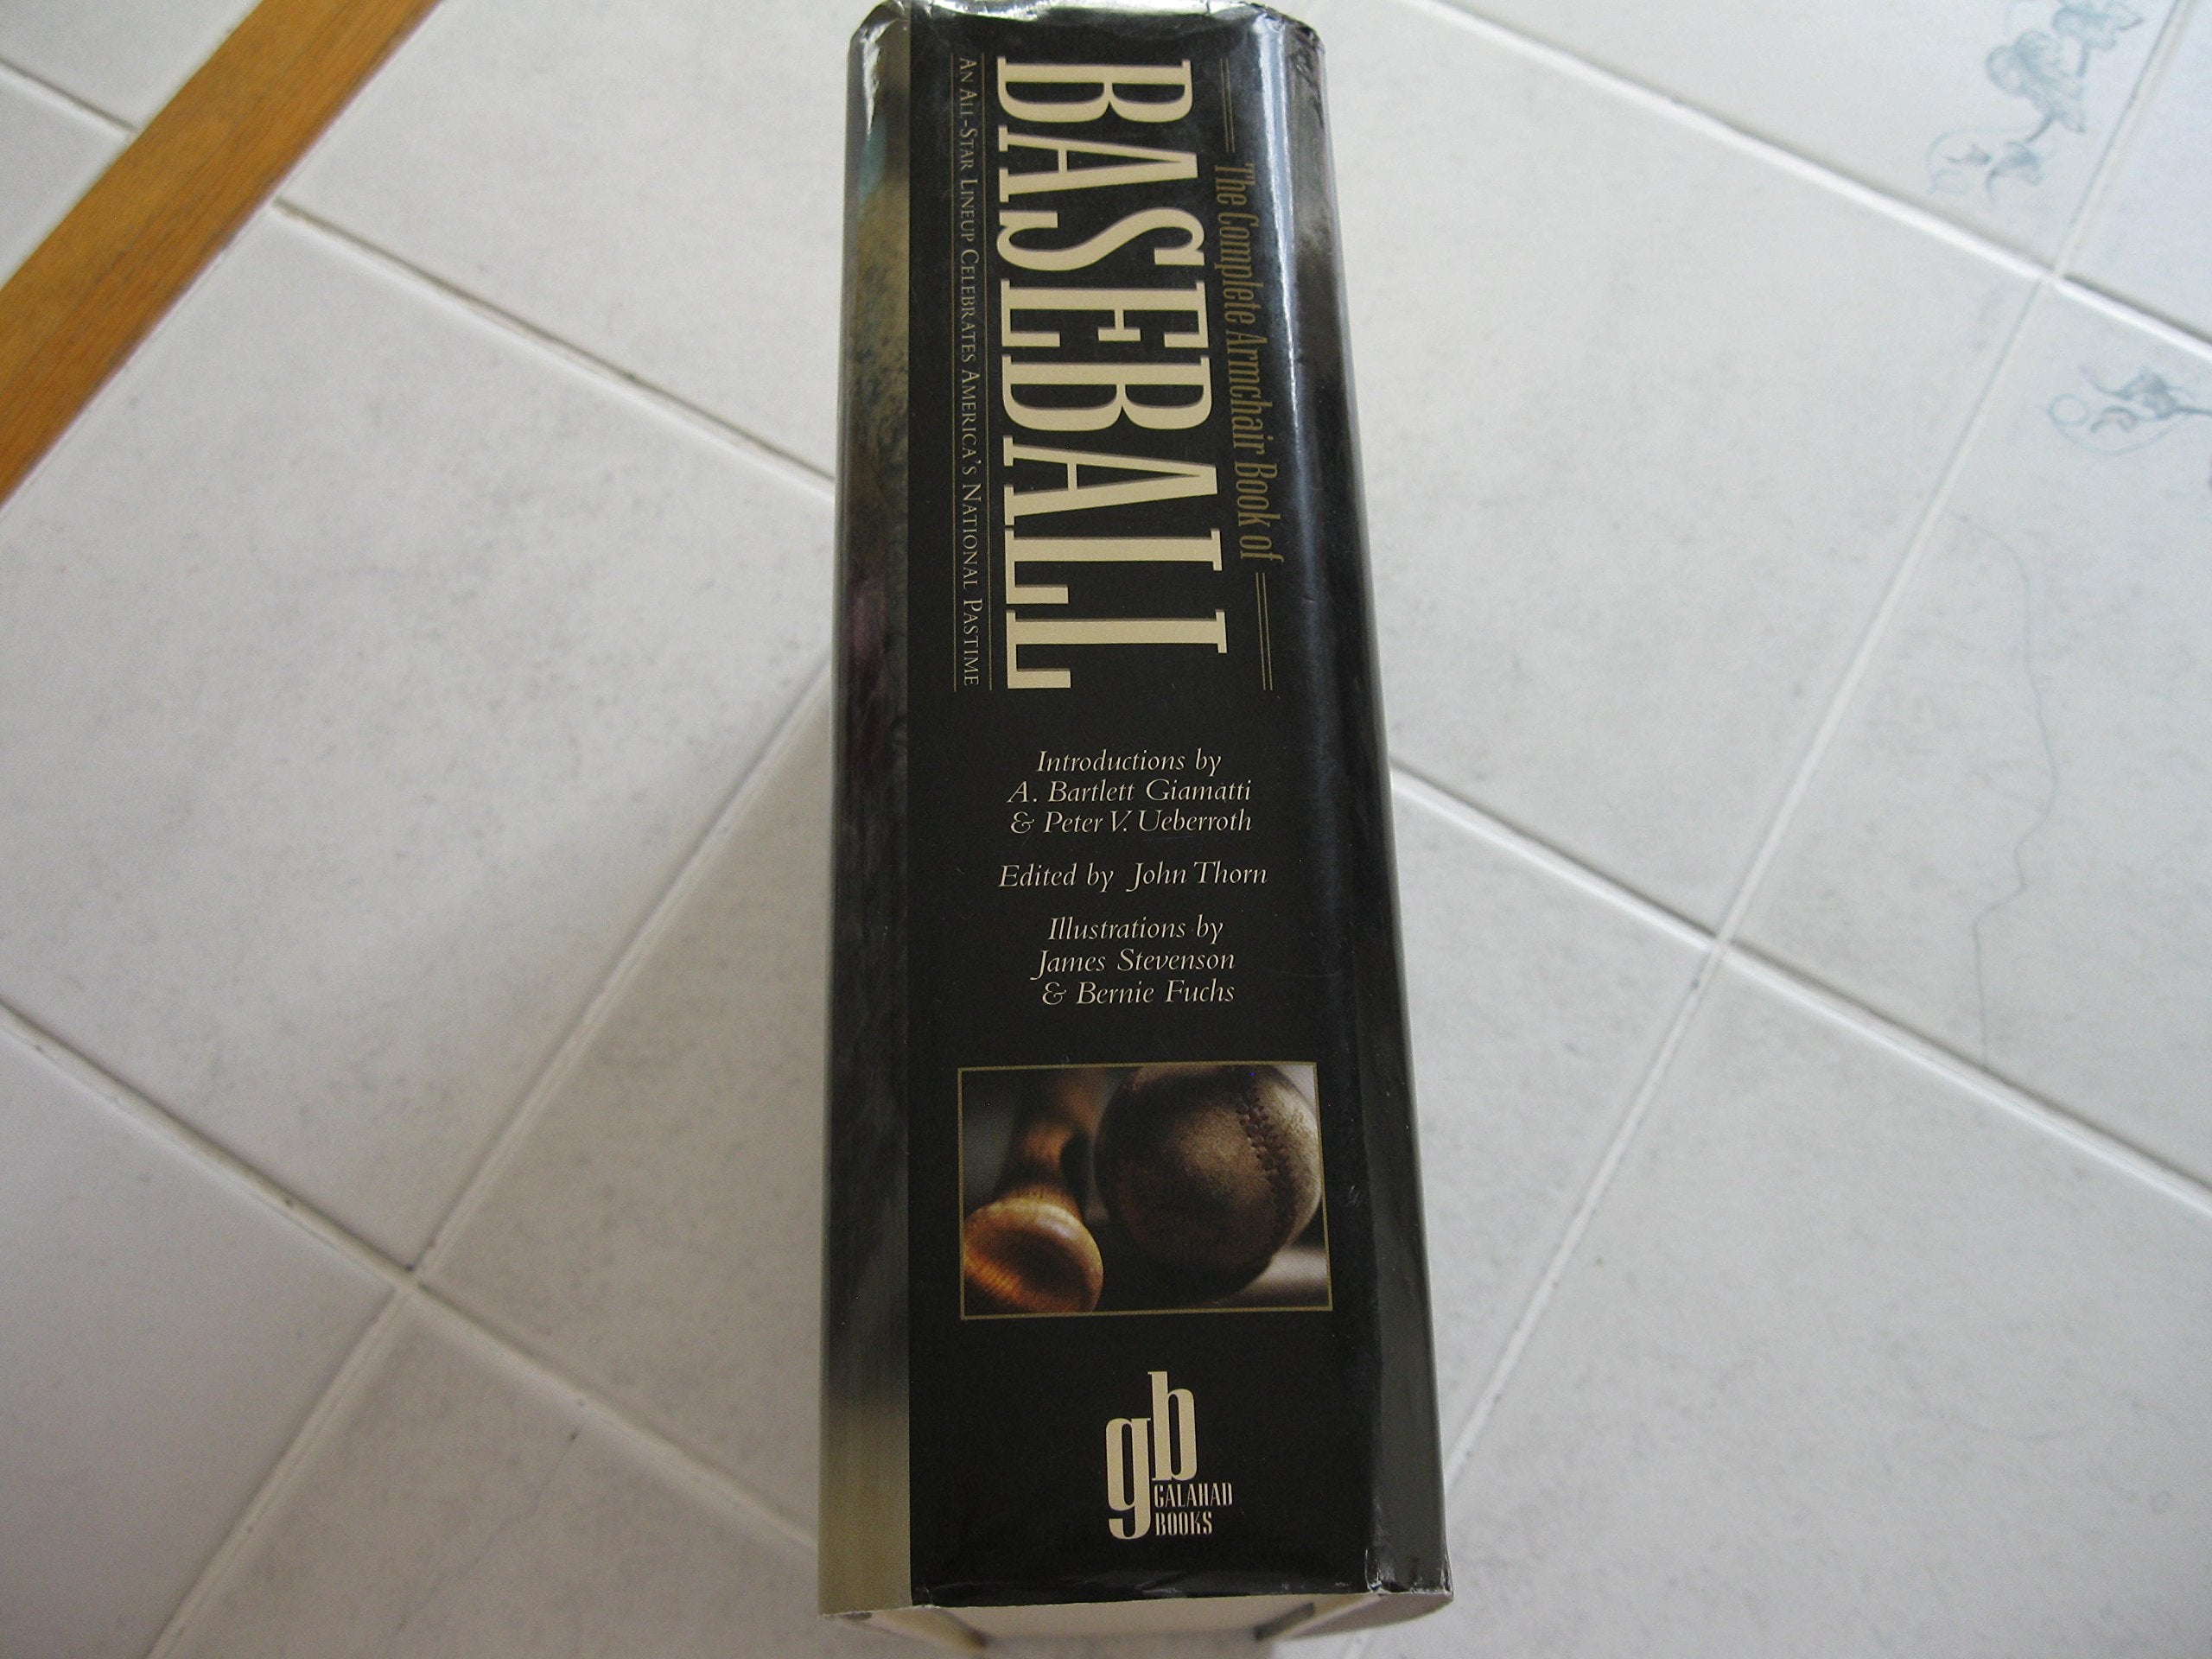 The Complete Armchair Book of
BASEBALL
AN ALL-STAR LINEUP CELEBRATES AMERICA'S NATIONAL PASTIME
Introductions by
A. Bartlett Giamatti
& Peter V. Ueberroth
Edited by John Thorn
Illustrations by
James Stevenson
& Bernie Fuchs
gb
GALAHAD
BOOKS